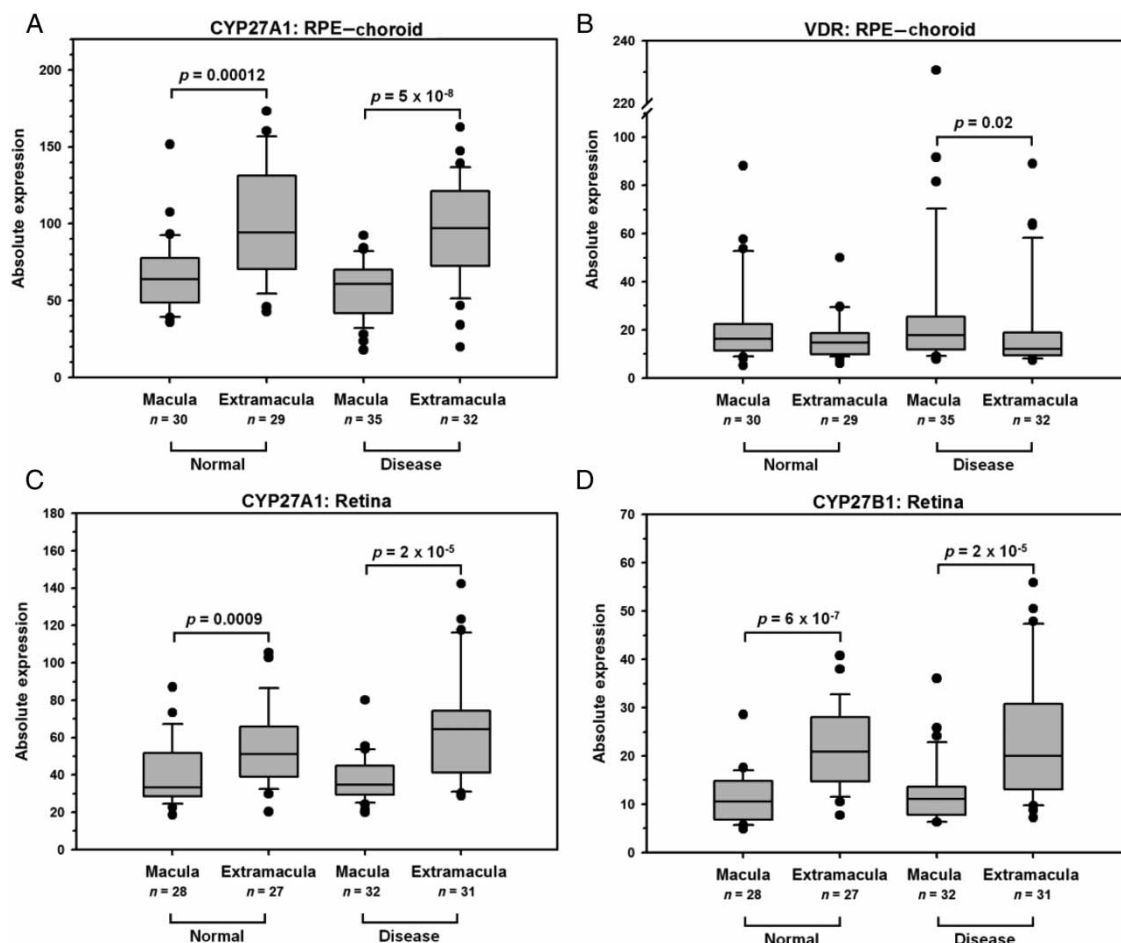 A
CYP27A1: RPE–choroid
Absolute expression
200
150
100
50
0
p = 0.00012
p = 5 x 10-8
Macula
Extramacula
Macula
Extramacula
n = 30
n = 29
n = 35
n = 32
Normal
Disease
B
VDR: RPE–choroid
Absolute expression
240
220
100
80
60
40
20
0
p = 0.02
Macula
Extramacula
Macula
Extramacula
n = 30
n = 29
n = 35
n = 32
Normal
Disease
C
CYP27A1: Retina
Absolute expression
180
160
140
120
100
80
60
40
20
0
p = 0.0009
p = 2 x 10-5
Macula
Extramacula
Macula
Extramacula
n = 28
n = 27
n = 32
n = 31
Normal
Disease
D
CYP27B1: Retina
Absolute expression
70
60
50
40
30
20
10
0
p = 6 x 10-7
p = 2 x 10-5
Macula
Extramacula
Macula
Extramacula
n = 28
n = 27
n = 32
n = 31
Normal
Disease